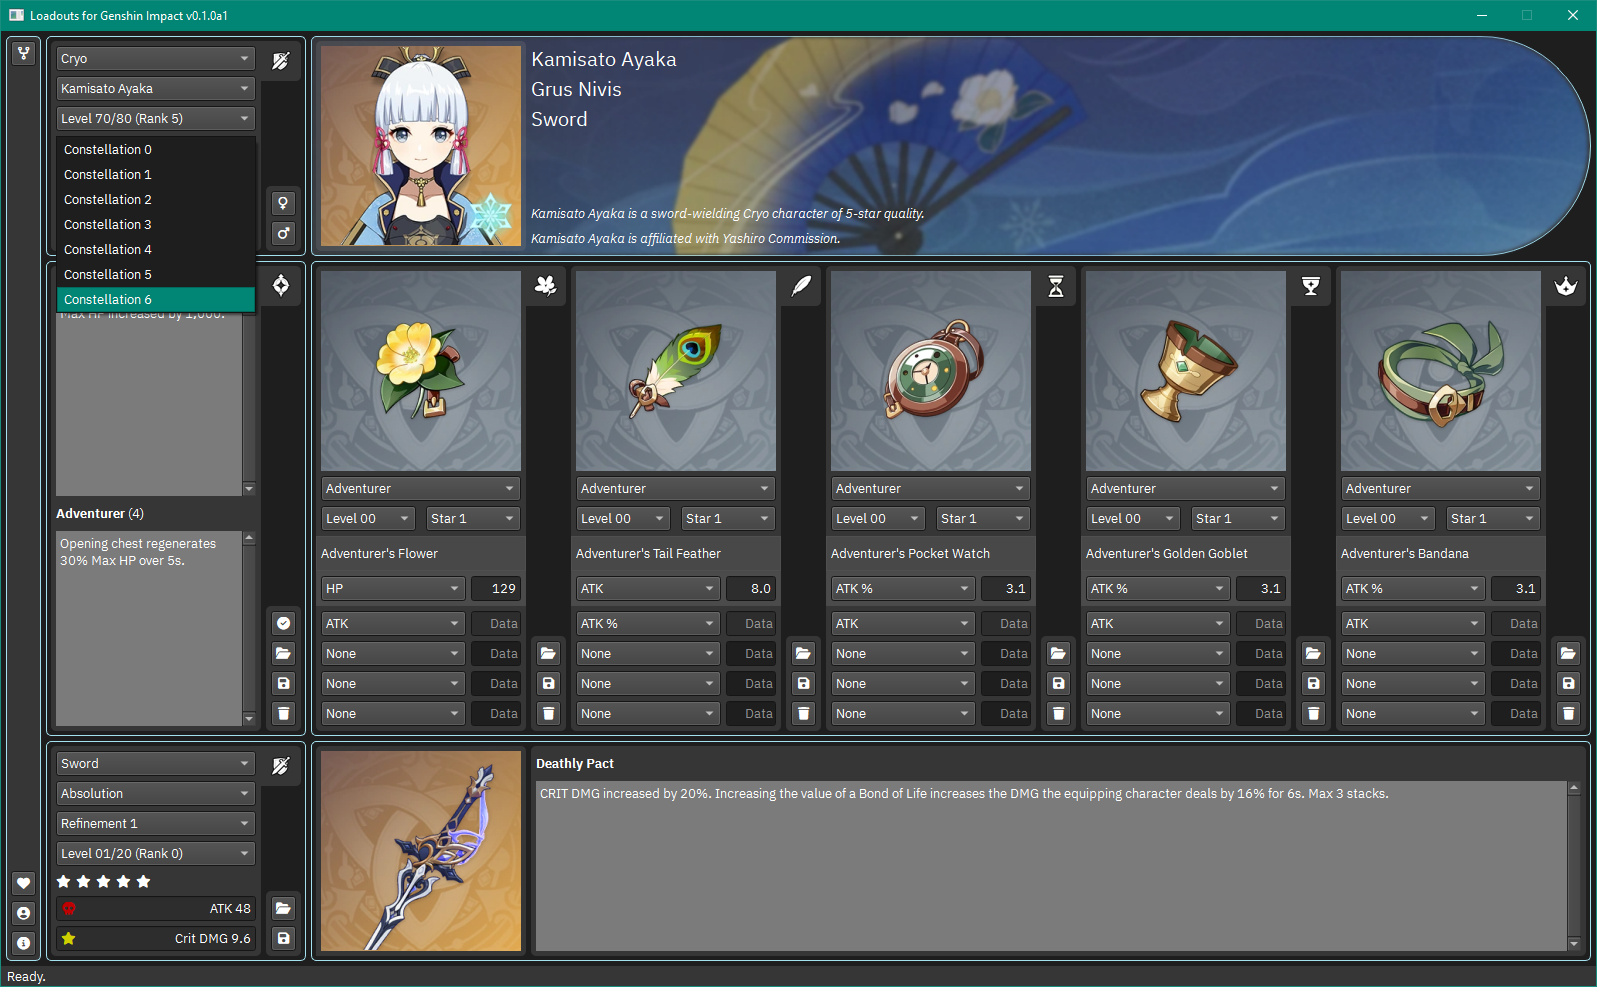 Loadouts for Genshin Impact v0.1.0a1
Cryo
Kamisato Ayaka
Level 70/80 (Rank 5)
Constellation 0
Constellation 1
Constellation 2
Constellation 3
Constellation 4
Constellation 5
Constellation 6
Kamisato Ayaka
Grus Nivis
Sword
Kamisato Ayaka is a sword-wielding Cryo character of 5-star quality.
Kamisato Ayaka is affiliated with Yashiro Commission.
Max HP increased by 1,000.
Adventurer (4)
Opening chest regenerates
30% Max HP over 5s.
Adventurer
Level 00 Star 1
Adventurer's Flower
HP 129
ATK Data
None Data
None Data
None Data
Adventurer
Level 00 Star 1
Adventurer's Tail Feather
ATK 8.0
ATK % Data
None Data
None Data
None Data
Adventurer
Level 00 Star 1
Adventurer's Pocket Watch
ATK % 3.1
ATK Data
None Data
None Data
None Data
Adventurer
Level 00 Star 1
Adventurer's Golden Goblet
ATK % 3.1
ATK Data
None Data
None Data
None Data
Adventurer
Level 00 Star 1
Adventurer's Bandana
ATK % 3.1
ATK Data
None Data
None Data
None Data
Sword
Absolution
Refinement 1
Level 01/20 (Rank 0)
ATK 48
Crit DMG 9.6
Deathly Pact
CRIT DMG increased by 20%. Increasing the value of a Bond of Life increases the DMG the equipping character deals by 16% for 6s. Max 3 stacks.
Ready.